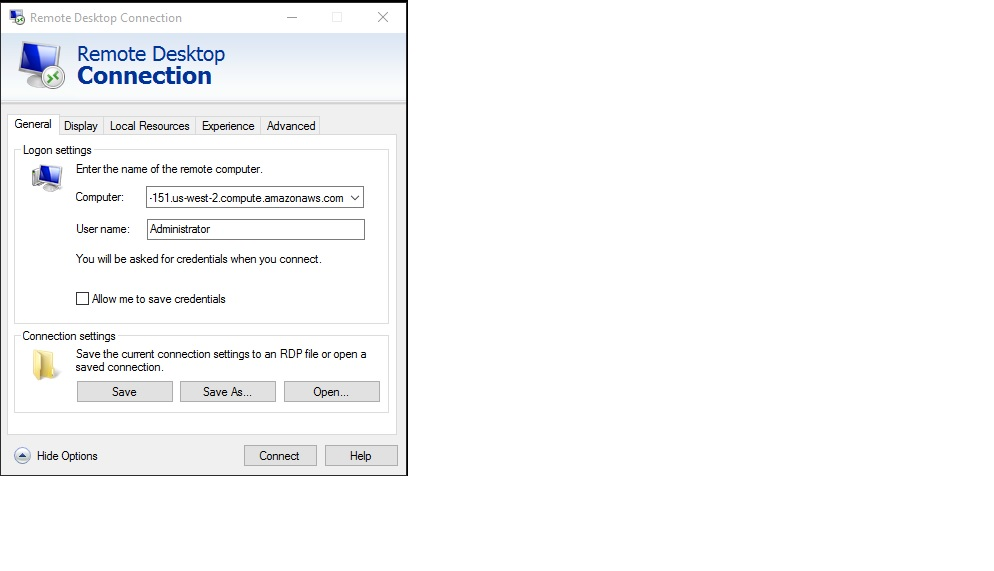 Remote Desktop Connection
Remote Desktop
Connection
General Display Local Resources Experience Advanced
Logon settings
Enter the name of the remote computer.
Computer: -151.us-west-2.compute.amazonaws.com
User name: Administrator
You will be asked for credentials when you connect.
Allow me to save credentials
Connection settings
Save the current connection settings to an RDP file or open a
saved connection.
Save Save As... Open...
Hide Options Connect Help